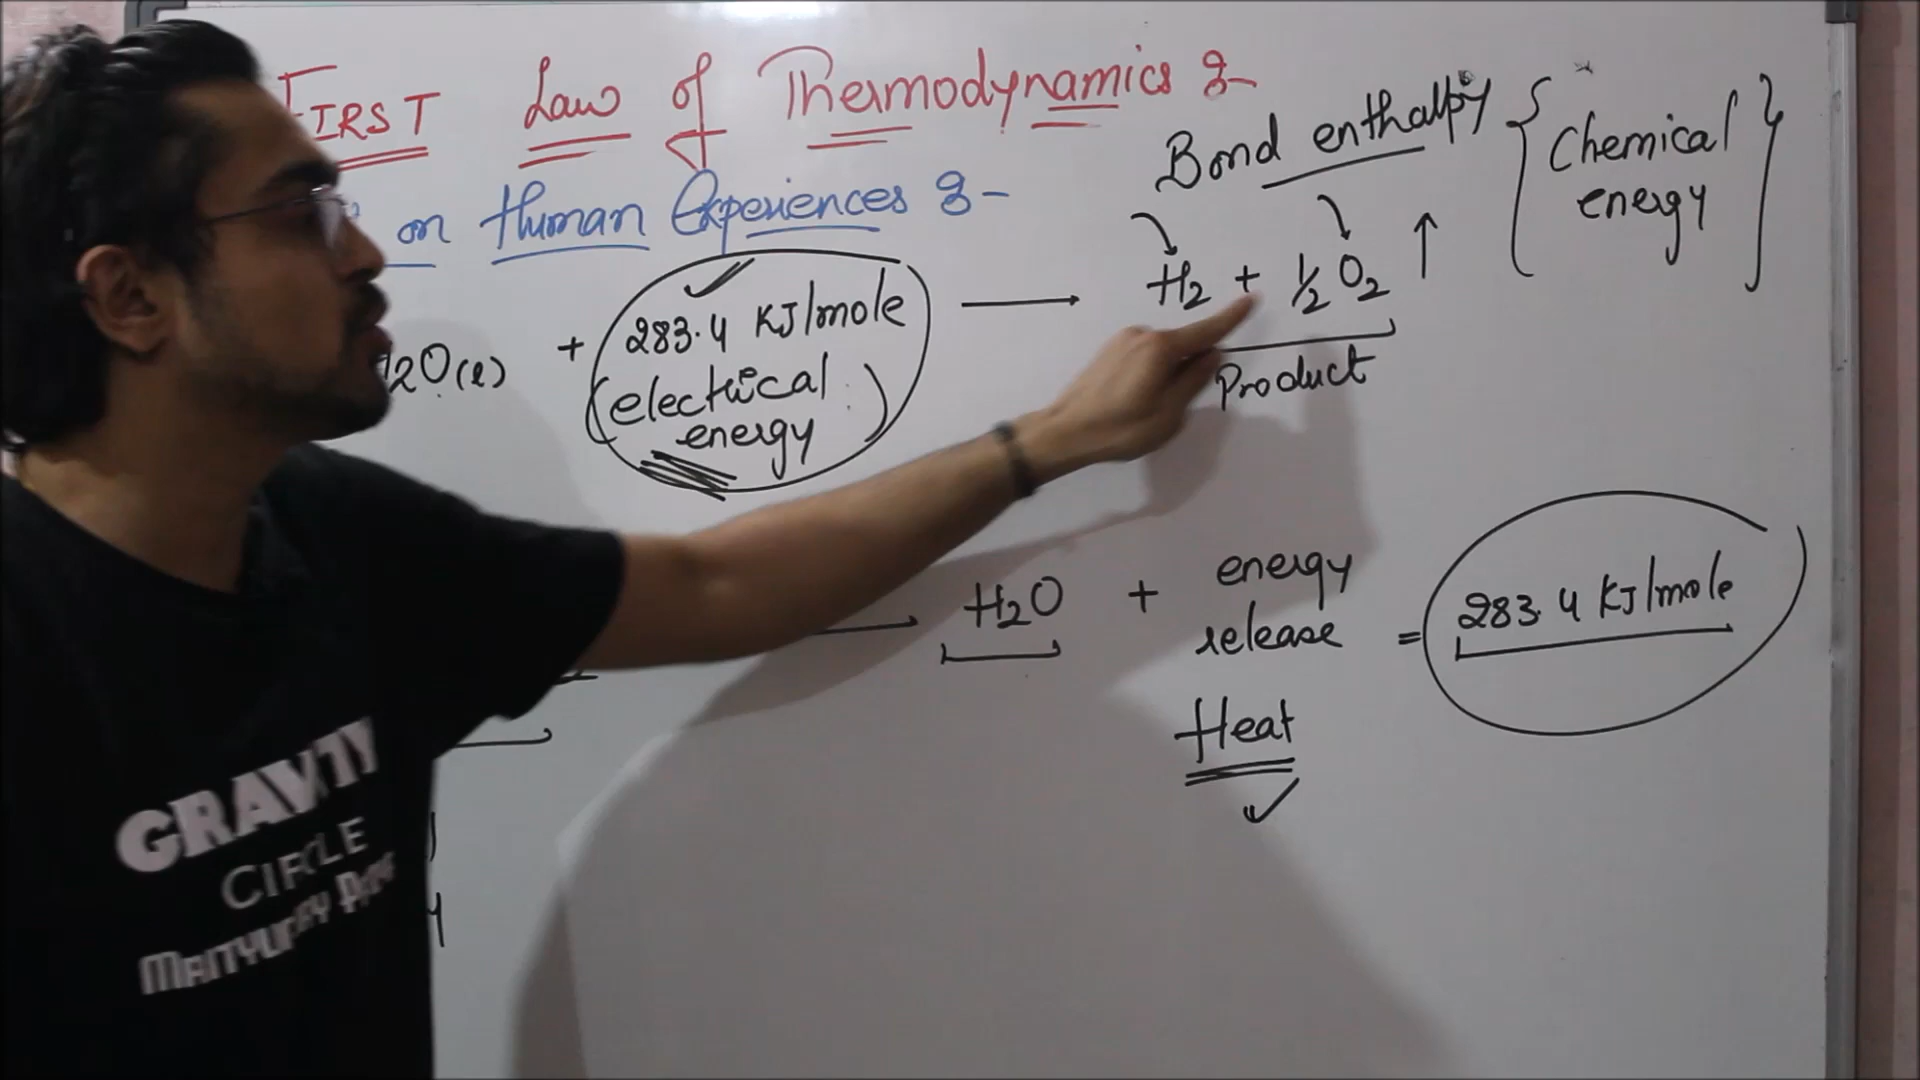 FIRST Law of Thermodynamics :-
on Human Experiences :-
Bond enthalpy { Chemical energy }
H2O(l) + 283.4 KJ/mole (electrical energy) → H2 + 1/2 O2 ↑
Product
→ H2O + energy release = 283.4 KJ/mole
Heat
GRAVITY
CIRCLE